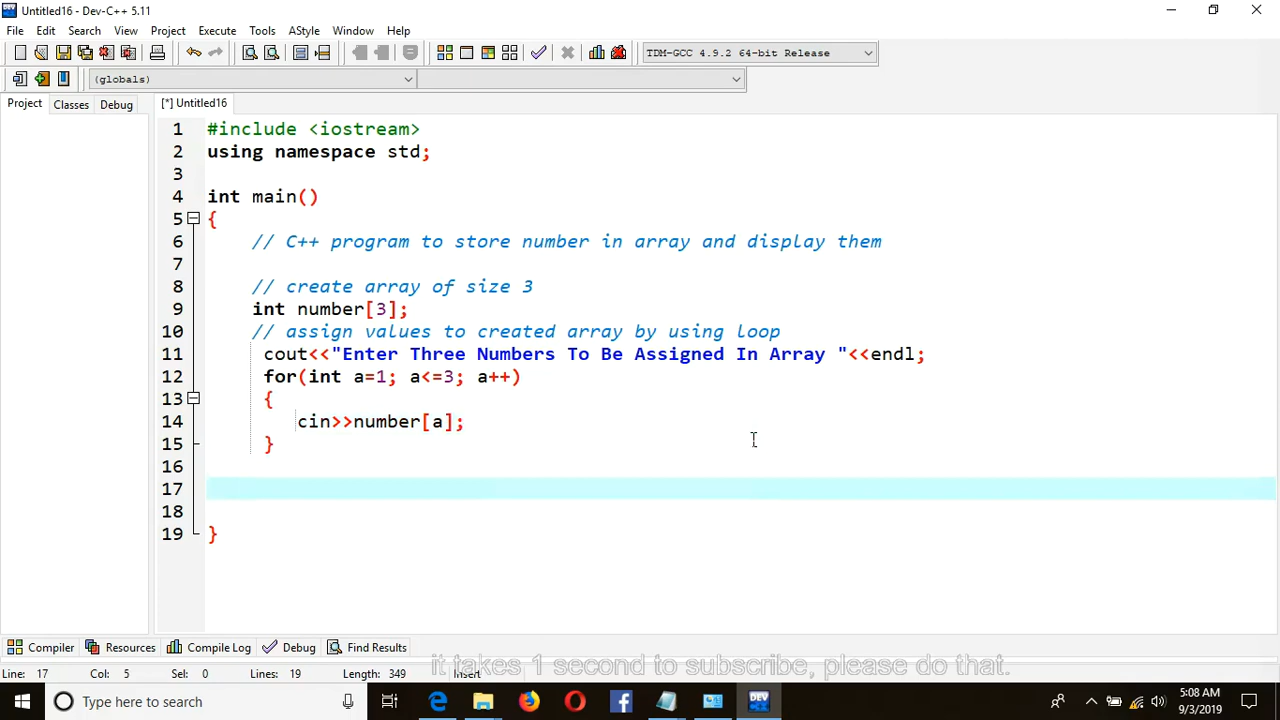 Untitled16 - Dev-C++ 5.11
File Edit Search View Project Execute Tools AStyle Window Help
TDM-GCC 4.9.2 64-bit Release
(globals)
Project Classes Debug [*] Untitled16
1 #include <iostream>
2 using namespace std;
3
4 int main()
5 {
6 // C++ program to store number in array and display them
7
8 // create array of size 3
9 int number[3];
10 // assign values to created array by using loop
11 cout<<"Enter Three Numbers To Be Assigned In Array "<<endl;
12 for(int a=1; a<=3; a++)
13 {
14 cin>>number[a];
15 }
16
17
18
19 }
Compiler Resources Compile Log Debug Find Results
it takes 1 second to subscribe, please do that.
Line: 17 Col: 5 Sel: 0 Lines: 19 Length: 349 Insert
Type here to search
DEV
5:08 AM
9/3/2019